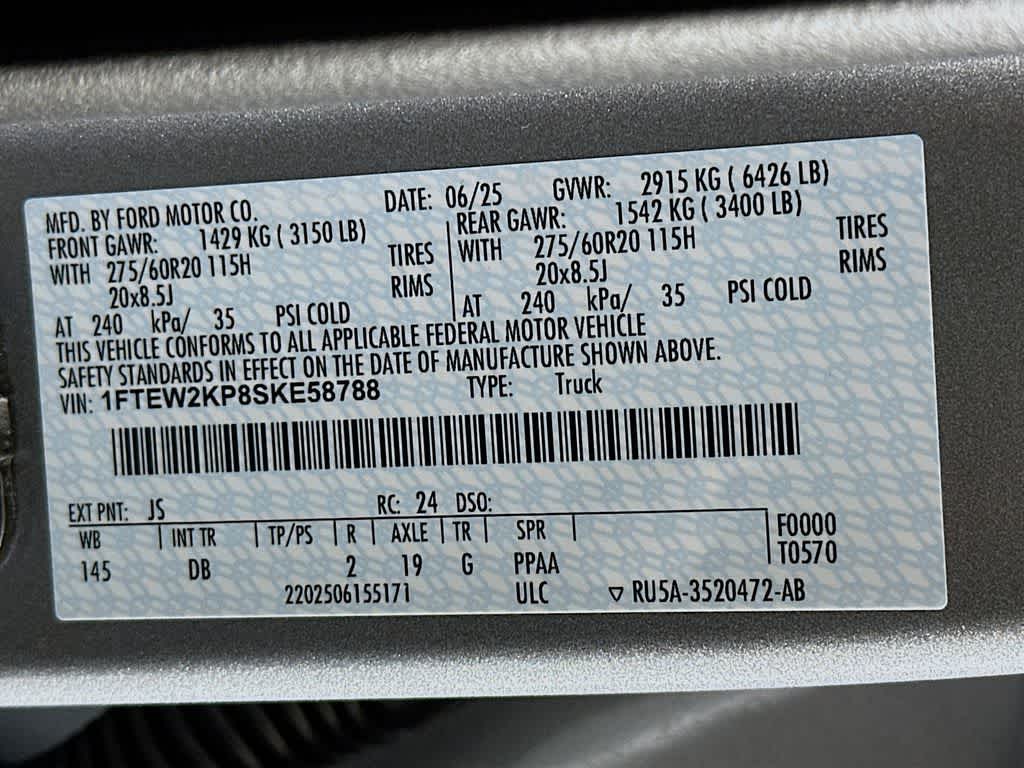 MFD. BY FORD MOTOR CO. DATE: 06/25 GVWR: 2915 KG ( 6426 LB)
FRONT GAWR: 1429 KG ( 3150 LB) REAR GAWR: 1542 KG ( 3400 LB)
WITH 275/60R20 115H TIRES WITH 275/60R20 115H TIRES
20x8.5J RIMS 20x8.5J RIMS
AT 240 kPa/ 35 PSI COLD AT 240 kPa/ 35 PSI COLD
THIS VEHICLE CONFORMS TO ALL APPLICABLE FEDERAL MOTOR VEHICLE
SAFETY STANDARDS IN EFFECT ON THE DATE OF MANUFACTURE SHOWN ABOVE.
VIN: 1FTEW2KP8SKE58788 TYPE: Truck
EXT PNT: JS RC: 24 DSO:
WB INT TR TP/PS R AXLE TR SPR F0000
145 DB 2 19 G PPAA T0570
2202506155171 ULC ▽ RU5A-3520472-AB